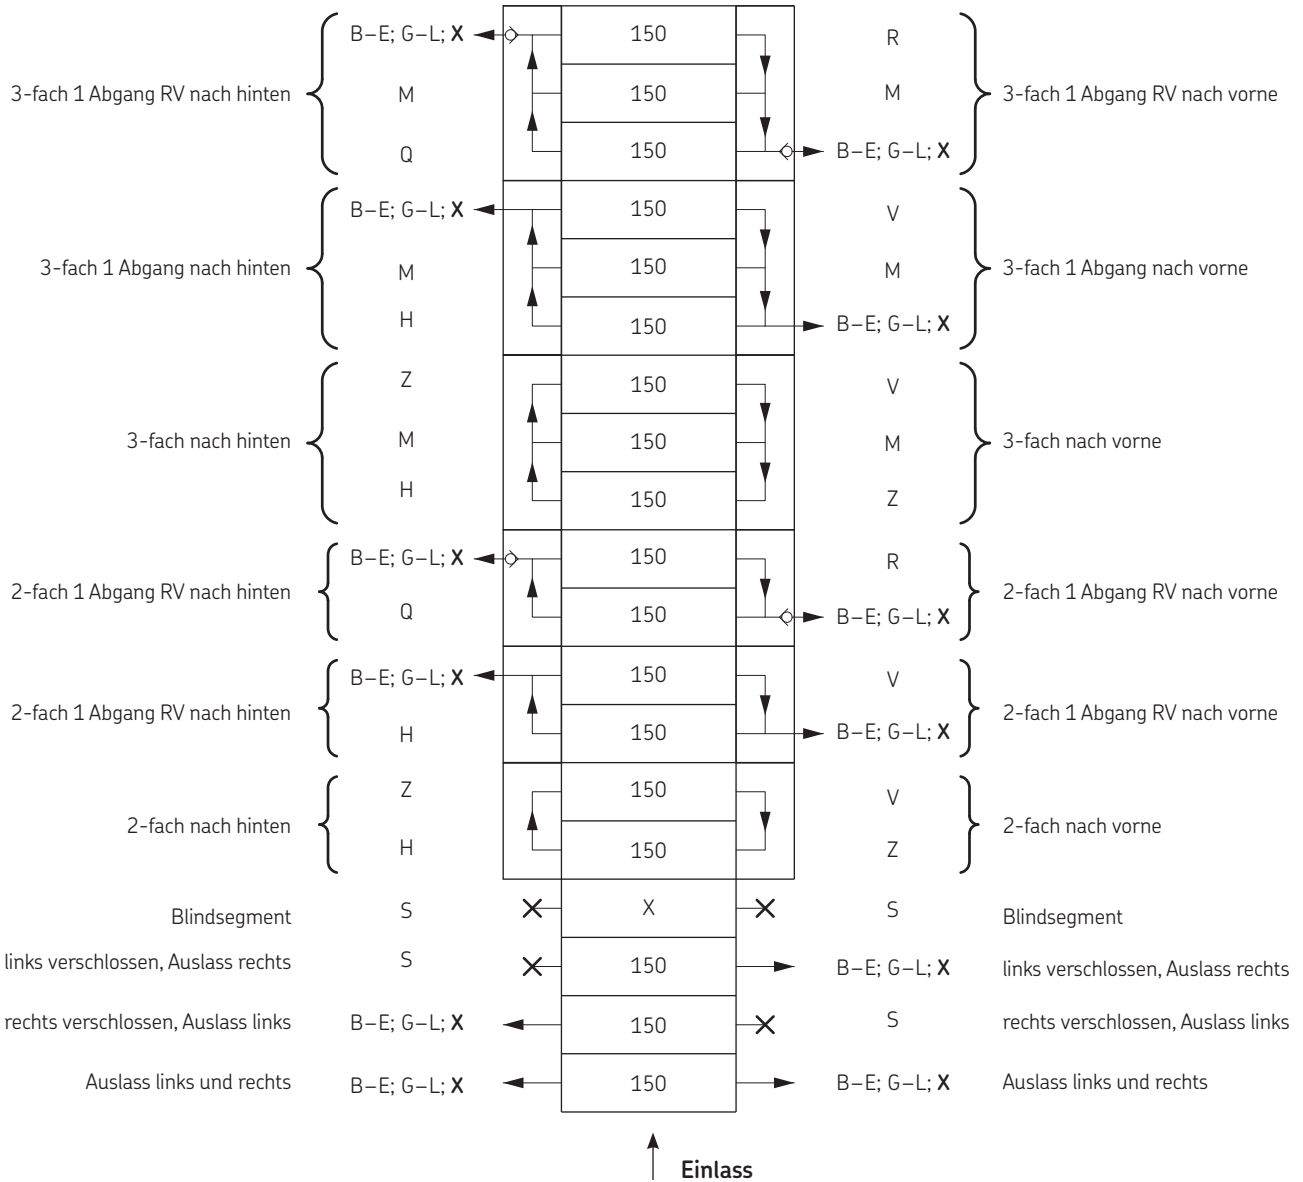 B–E; G–L; X 150 R
3-fach 1 Abgang RV nach hinten M 150 M 3-fach 1 Abgang RV nach vorne
Q 150 B–E; G–L; X
B–E; G–L; X 150 V
3-fach 1 Abgang nach hinten M 150 M 3-fach 1 Abgang nach vorne
H 150 B–E; G–L; X
Z 150 V
3-fach nach hinten M 150 M 3-fach nach vorne
H 150 Z
B–E; G–L; X 150 R
2-fach 1 Abgang RV nach hinten 2-fach 1 Abgang RV nach vorne
Q 150 B–E; G–L; X
B–E; G–L; X 150 V
2-fach 1 Abgang RV nach hinten 2-fach 1 Abgang RV nach vorne
H 150 B–E; G–L; X
Z 150 V
2-fach nach hinten 2-fach nach vorne
H 150 Z
Blindsegment S X S Blindsegment
links verschlossen, Auslass rechts S 150 B–E; G–L; X links verschlossen, Auslass rechts
rechts verschlossen, Auslass links B–E; G–L; X 150 S rechts verschlossen, Auslass links
Auslass links und rechts B–E; G–L; X 150 B–E; G–L; X Auslass links und rechts
Einlass